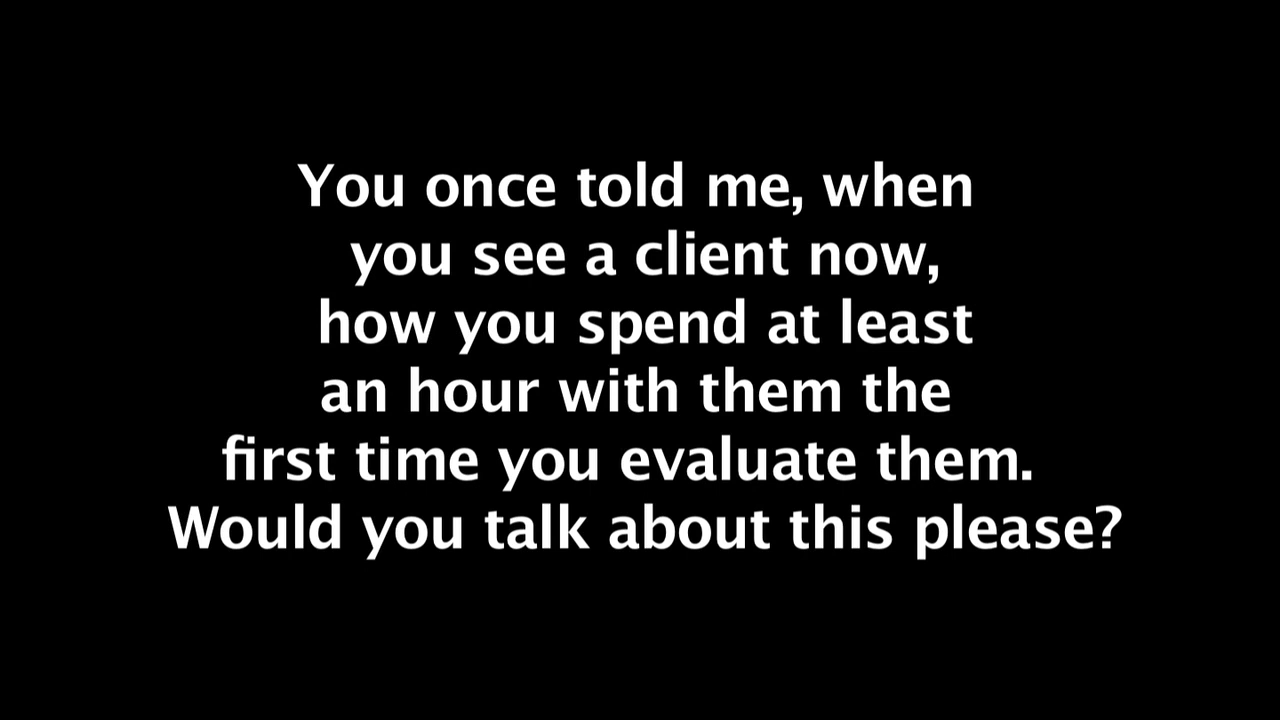 You once told me, when
you see a client now,
how you spend at least
an hour with them the
first time you evaluate them.
Would you talk about this please?